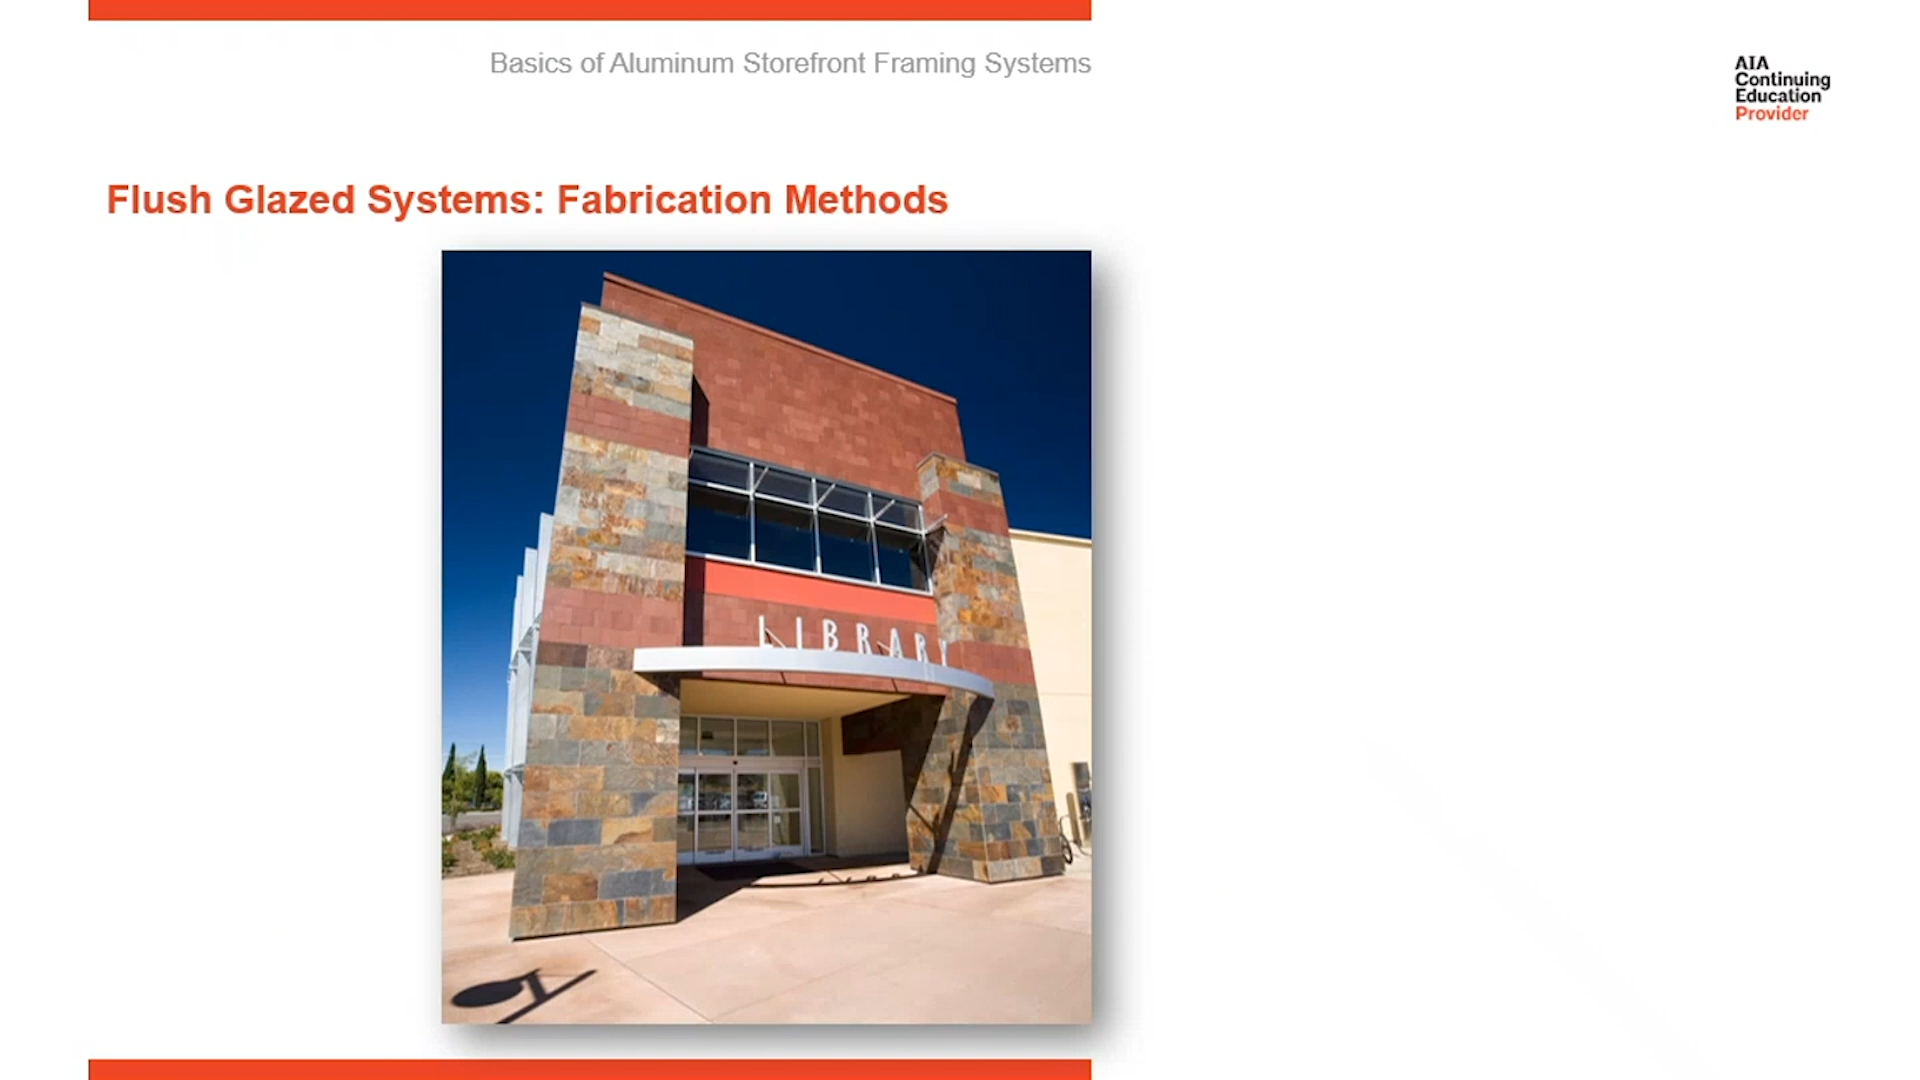 Basics of Aluminum Storefront Framing Systems
AIA
Continuing
Education
Provider
Flush Glazed Systems: Fabrication Methods
LIBRARY